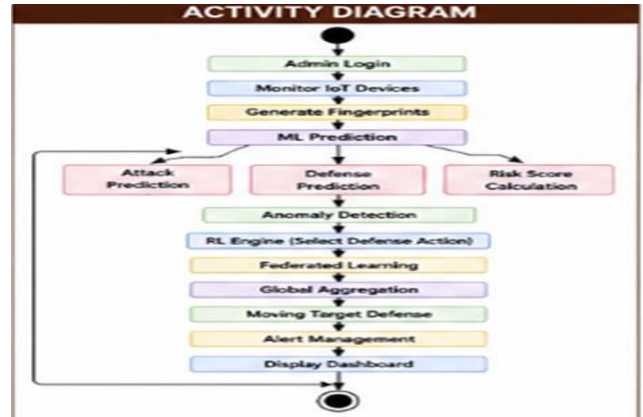 ACTIVITY DIAGRAM
Admin Login
Monitor IoT Devices
Generate Fingerprints
ML Prediction
Attack
Prediction
Defense
Prediction
Risk Score
Calculation
Anomaly Detection
RL Engine (Select Defense Action)
Federated Learning
Global Aggregation
Moving Target Defense
Alert Management
Display Dashboard